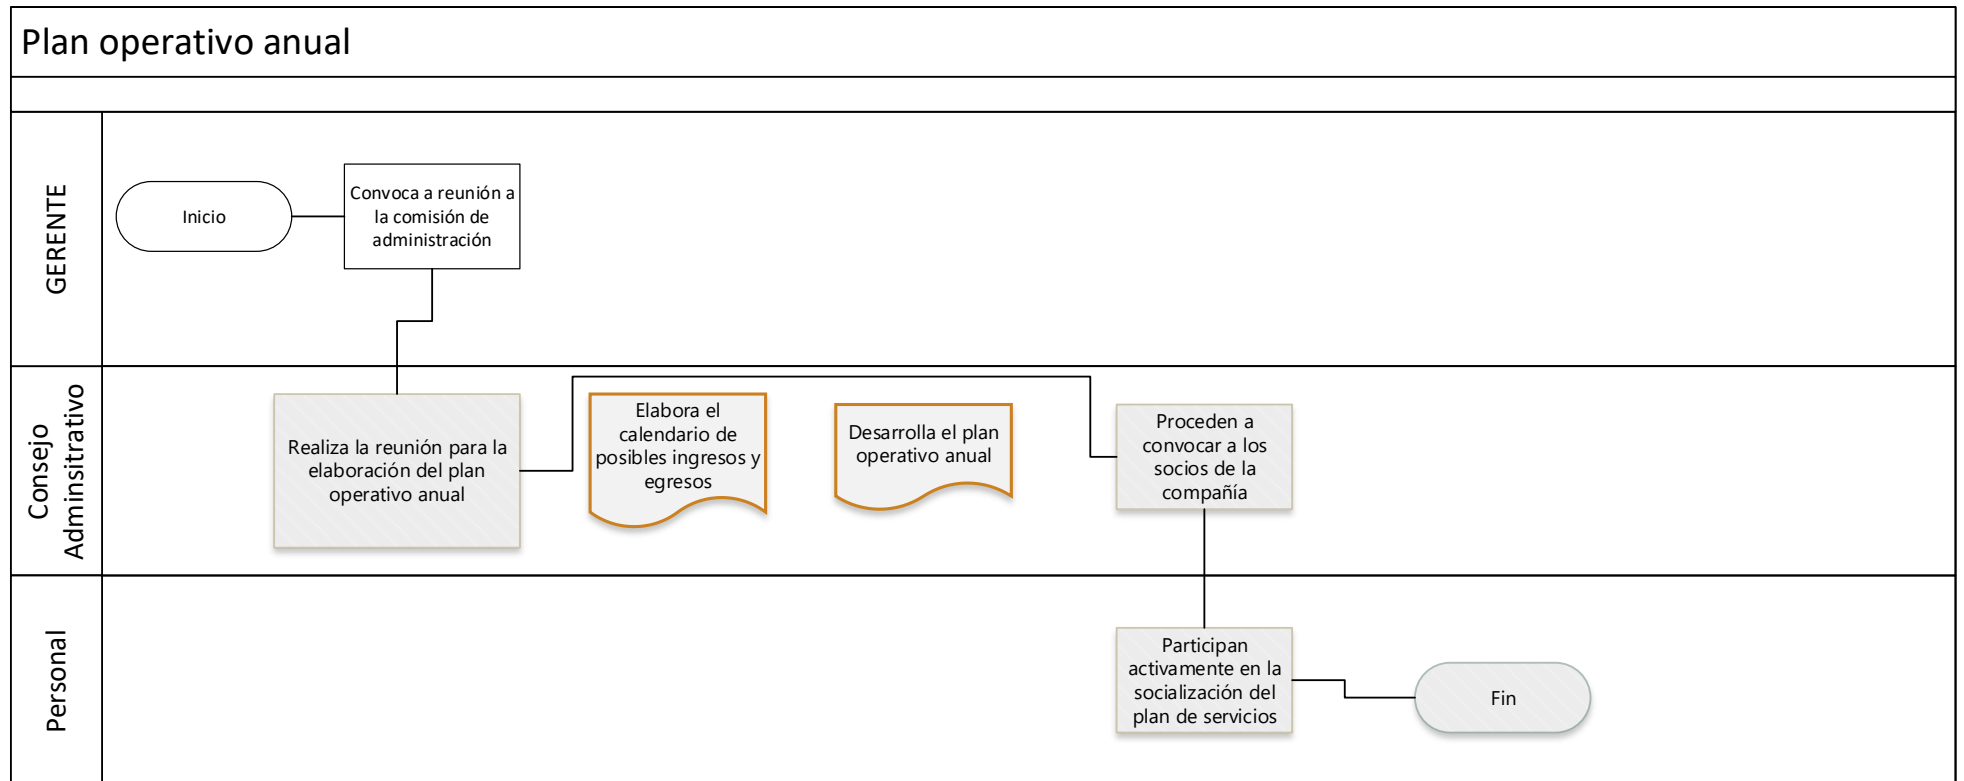 Plan operativo anual
GERENTE
Inicio
Convoca a reunión a
la comisión de
administración
Consejo
Adminsitrativo
Realiza la reunión para la
elaboración del plan
operativo anual
Elabora el
calendario de
posibles ingresos y
egresos
Desarrolla el plan
operativo anual
Proceden a
convocar a los
socios de la
compañía
Personal
Participan
activamente en la
socialización del
plan de servicios
Fin